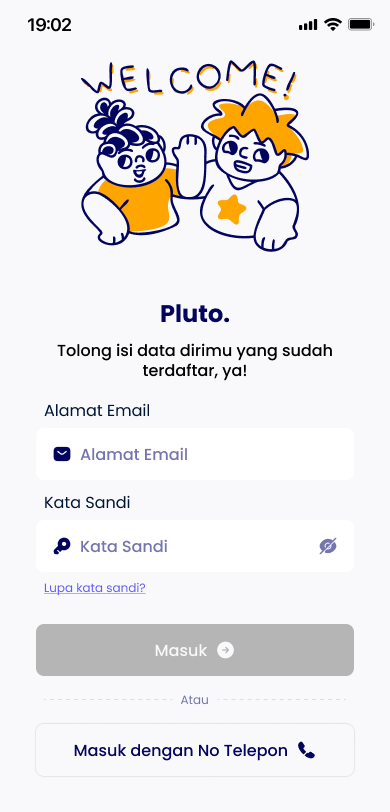 19:02
WELCOME!
Pluto.
Tolong isi data dirimu yang sudah
terdaftar, ya!
Alamat Email
Alamat Email
Kata Sandi
Kata Sandi
Lupa kata sandi?
Masuk
Atau
Masuk dengan No Telepon